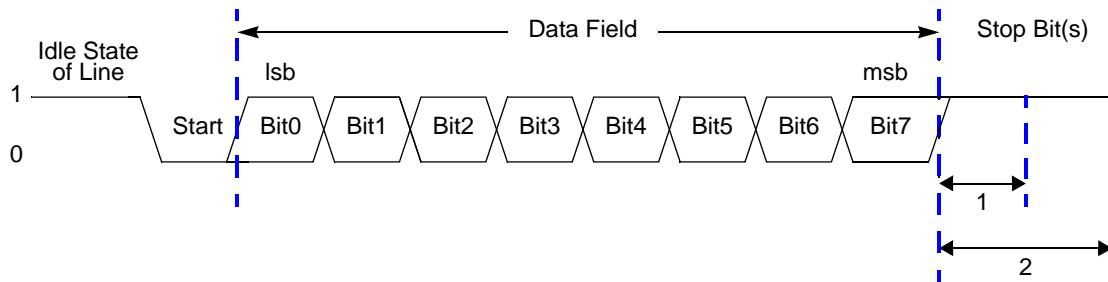 Data Field
Stop Bit(s)
Idle State
of Line
lsb
msb
1
Start
Bit0
Bit1
Bit2
Bit3
Bit4
Bit5
Bit6
Bit7
0
1
2